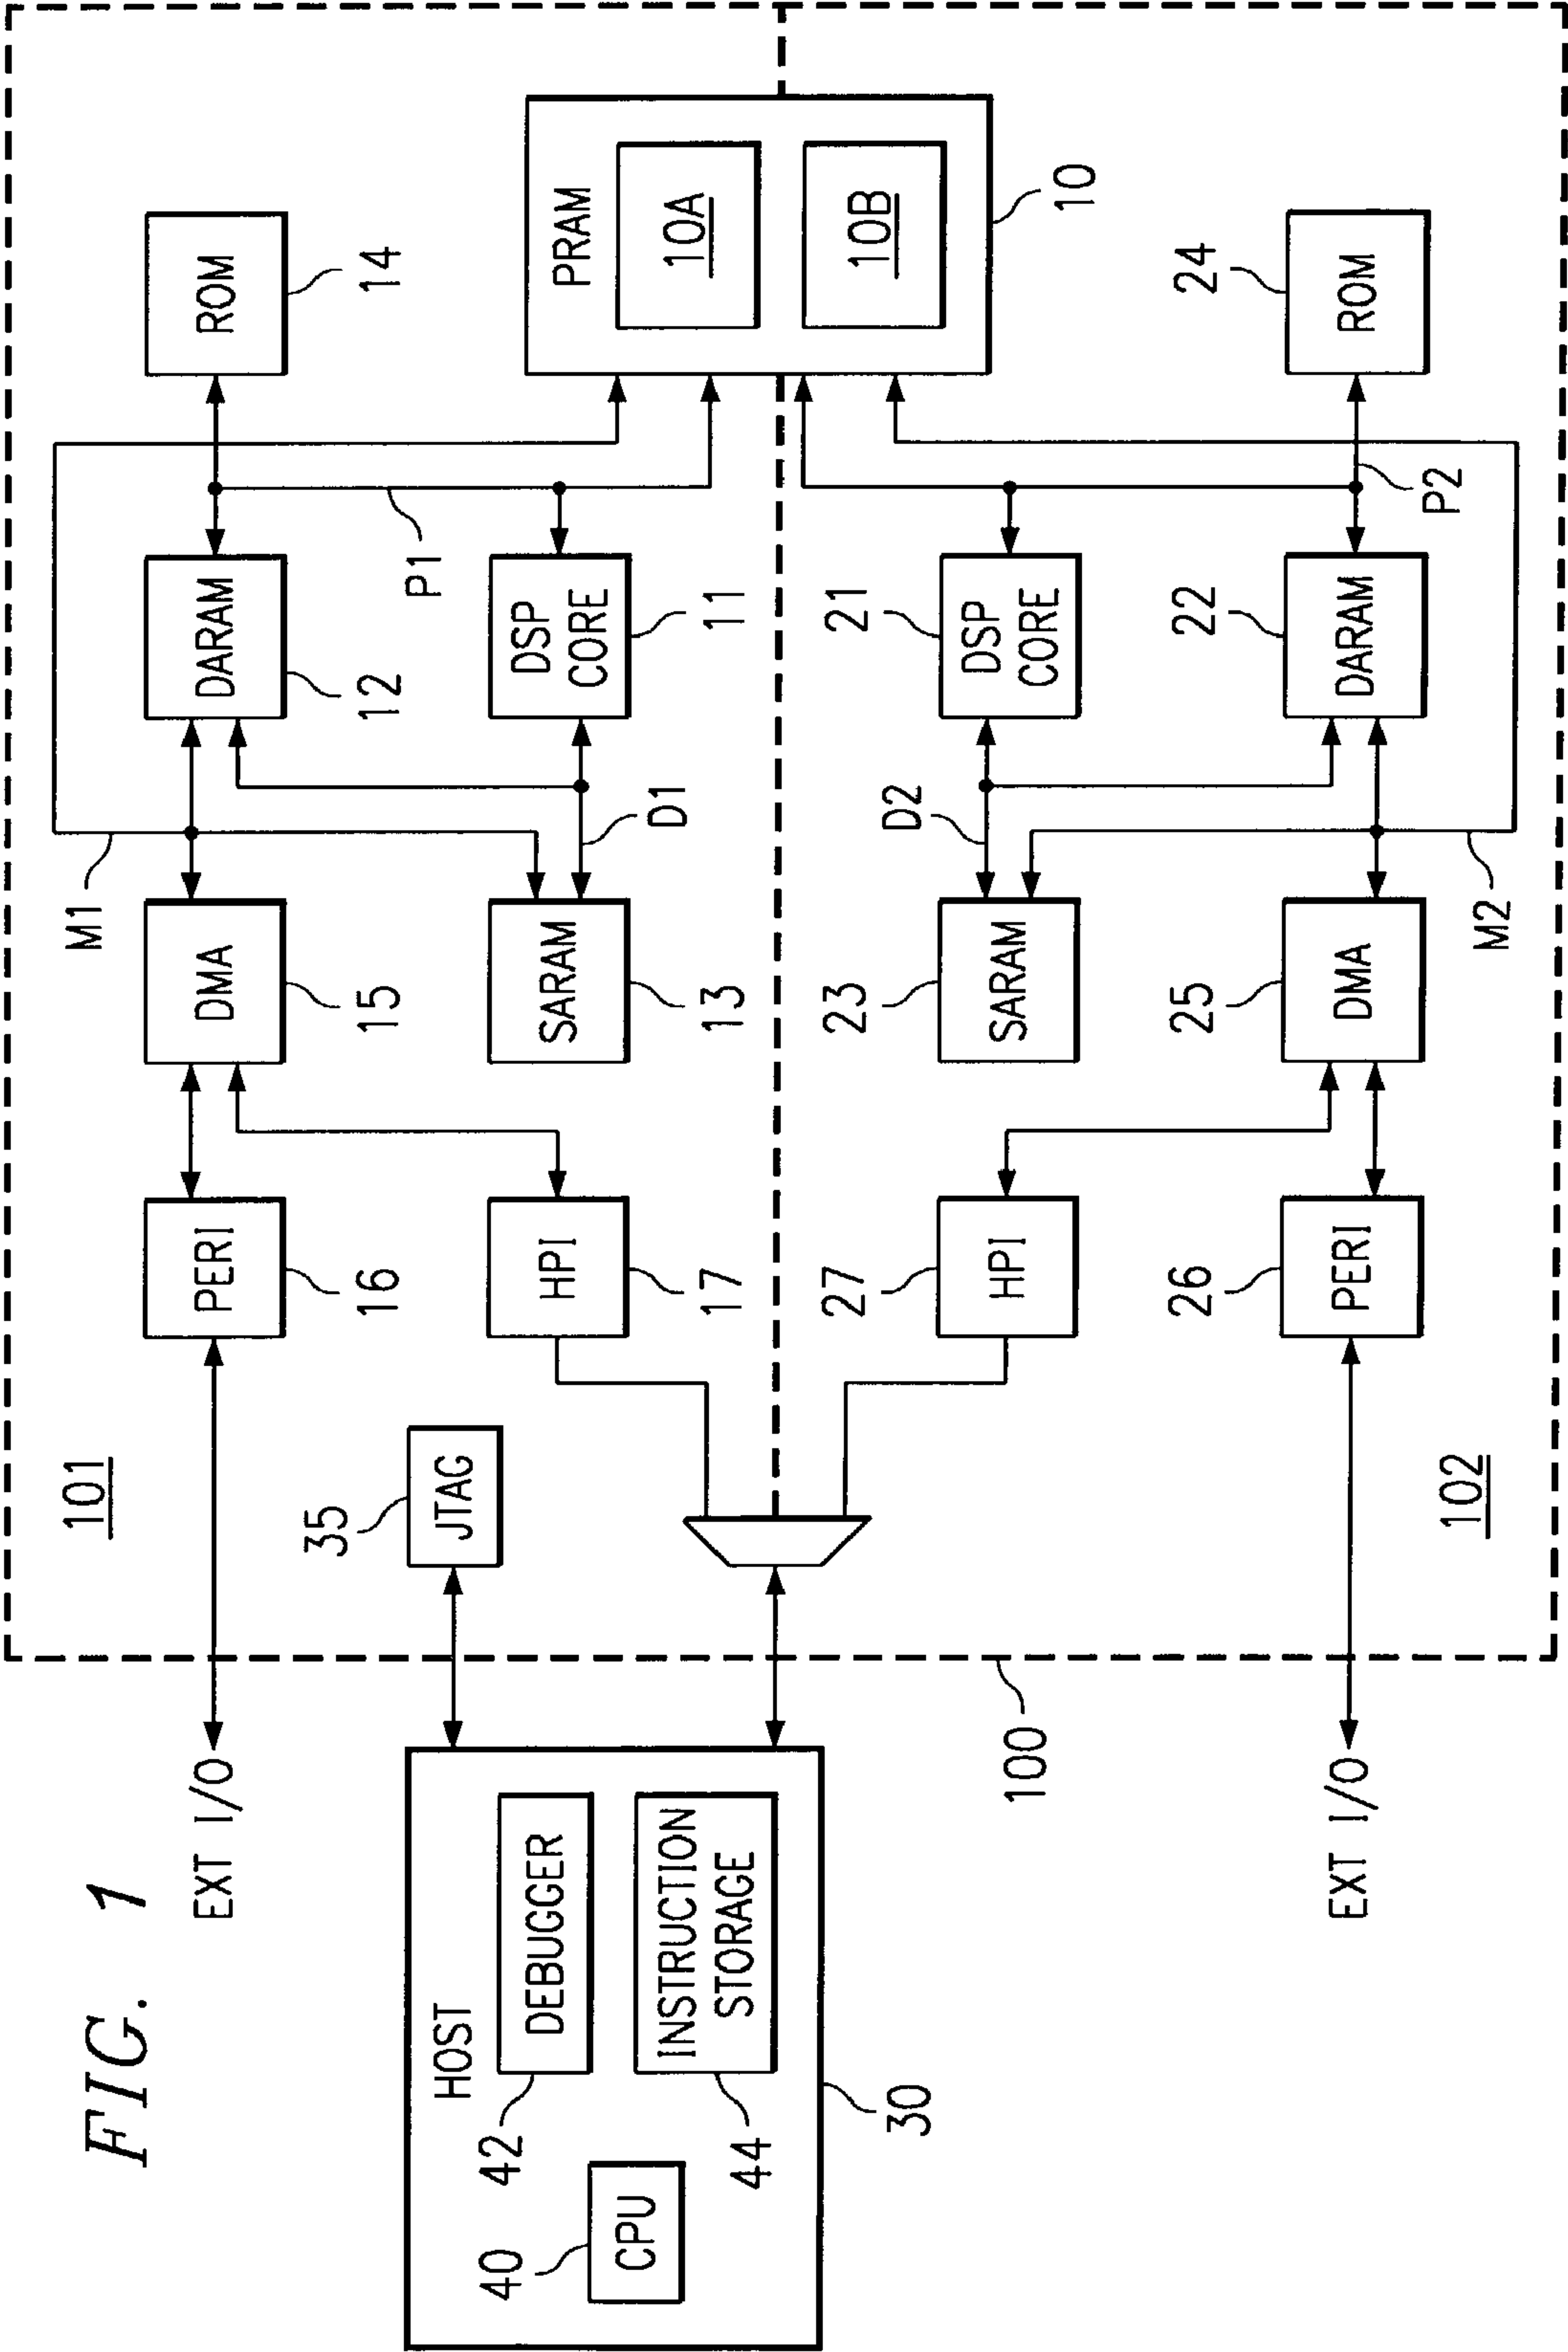 FIG. 1
EXT I/O
HOST
DEBUGGER
42
INSTRUCTION
STORAGE
44
40
CPU
30
EXT I/O
100
101
35
JTAG
PERI
16
HPI
17
27
HPI
26
PERI
102
M1
DMA
15
SARAM
13
23
SARAM
25
DMA
M2
D1
D2
DARAM
12
P1
DSP
CORE
11
21
DSP
CORE
22
DARAM
P2
ROM
14
PRAM
10A
10B
10
24
ROM